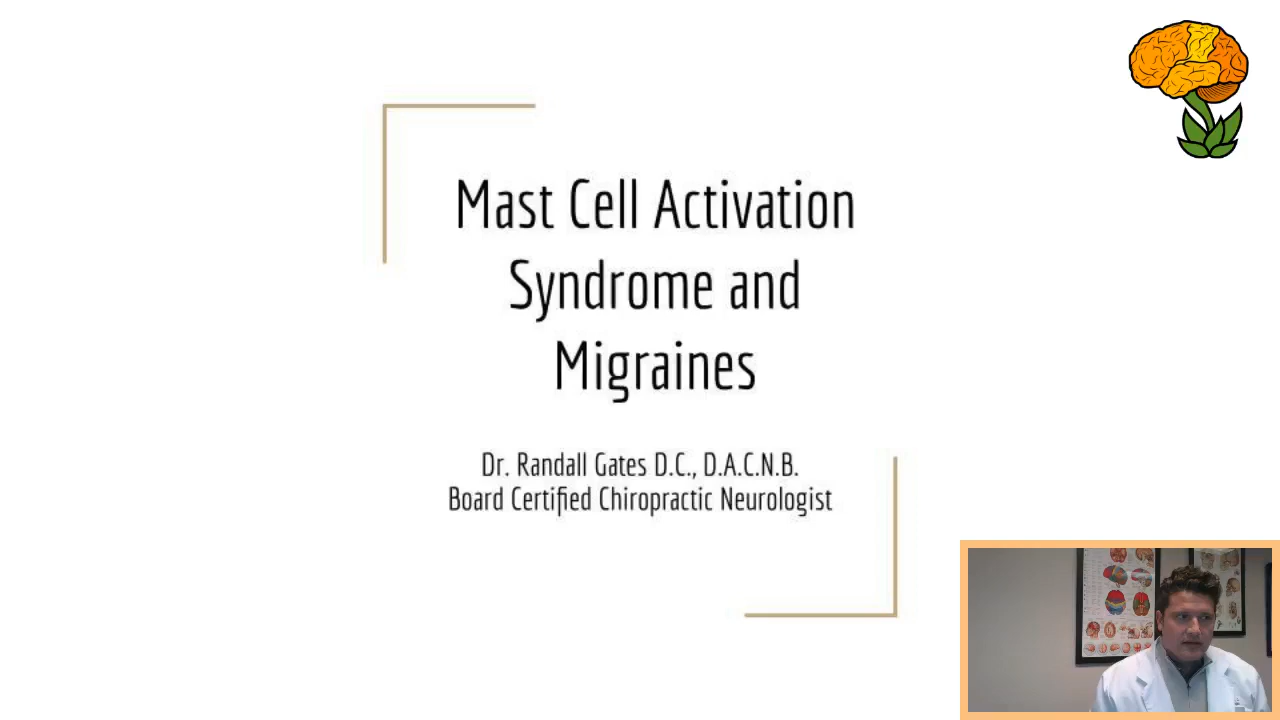 Mast Cell Activation
Syndrome and
Migraines
Dr. Randall Gates D.C., D.A.C.N.B.
Board Certified Chiropractic Neurologist